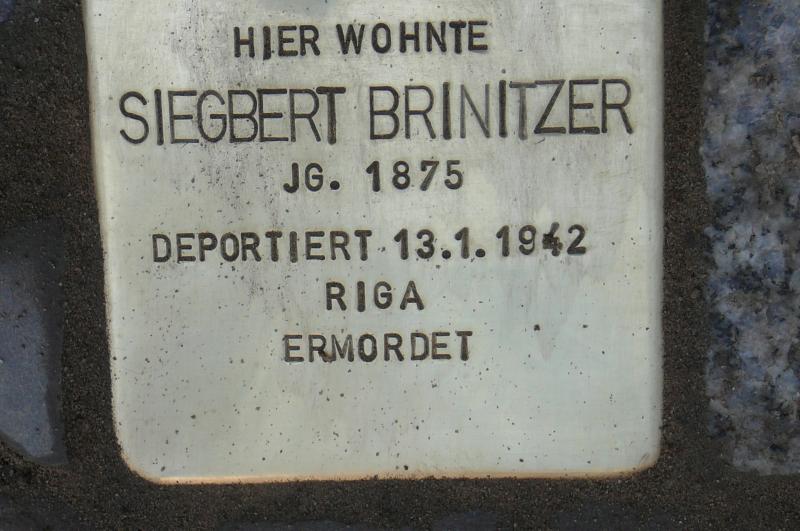 HIER WOHNTE
SIEGBERT BRINITZER
JG. 1875
DEPORTIERT 13.1.1942
RIGA
ERMORDET